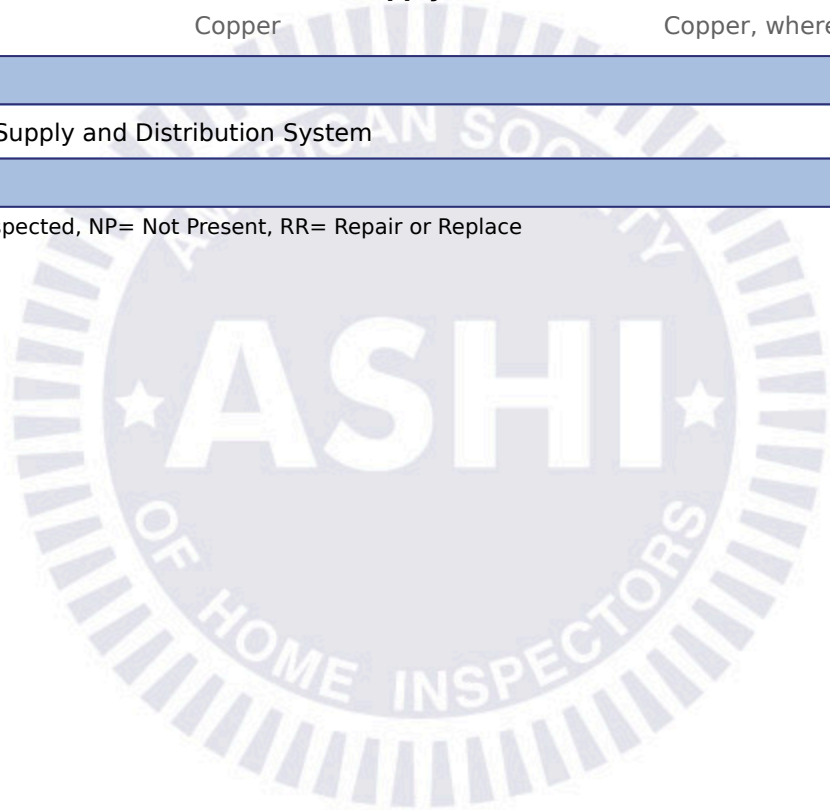 Copper Copper, where
Supply and Distribution System
pected, NP= Not Present, RR= Repair or Replace
AMERICAN SOCIETY
ASHI
OF HOME INSPECTORS